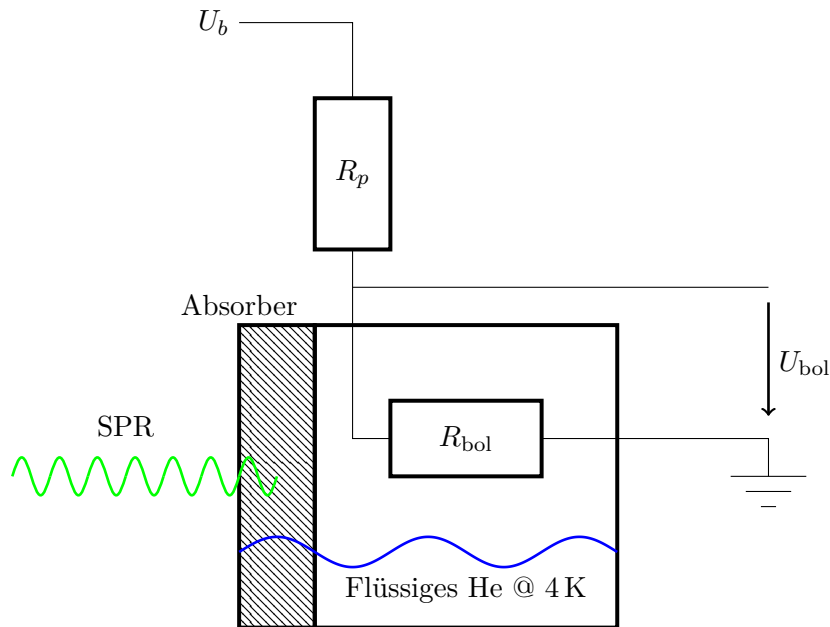 U_b
R_p
Absorber
U_bol
SPR
R_bol
Flüssiges He @ 4 K